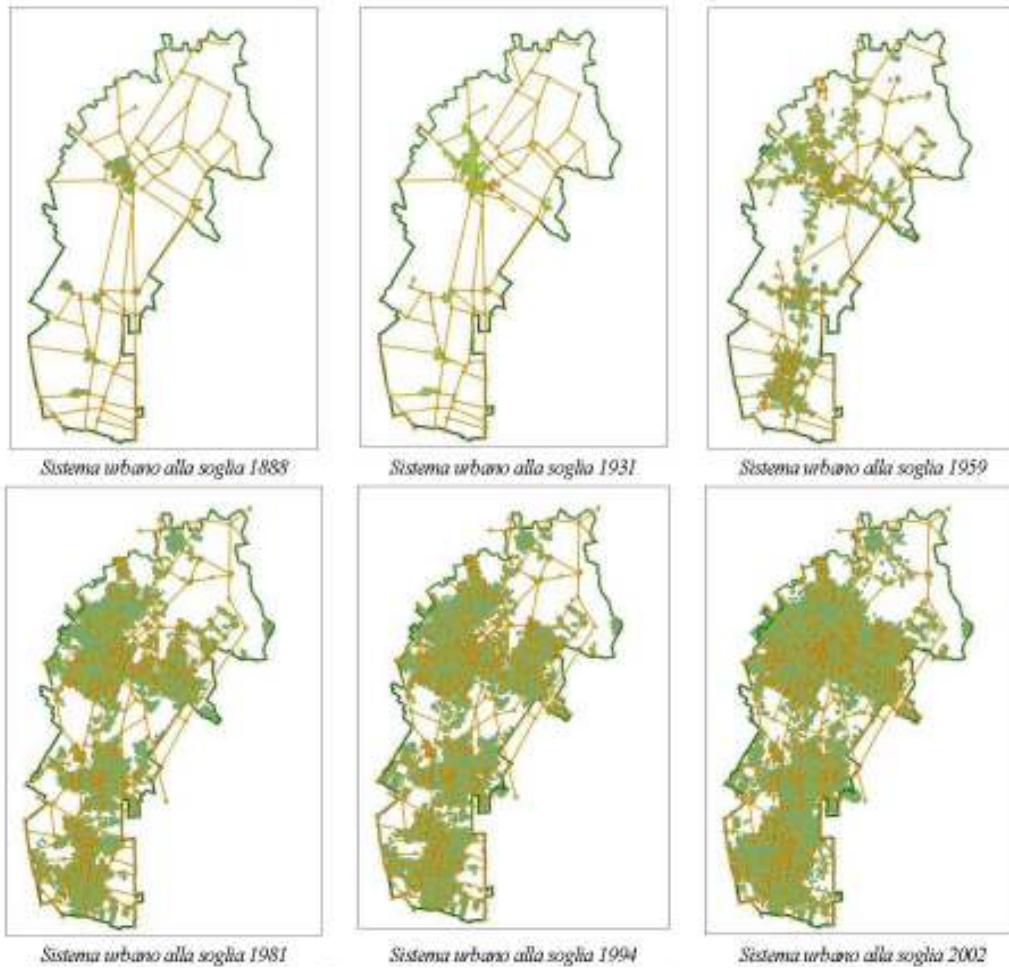 Sistema urbano alla soglia 1888
Sistema urbano alla soglia 1931
Sistema urbano alla soglia 1959
Sistema urbano alla soglia 1981
Sistema urbano alla soglia 1994
Sistema urbano alla soglia 2002